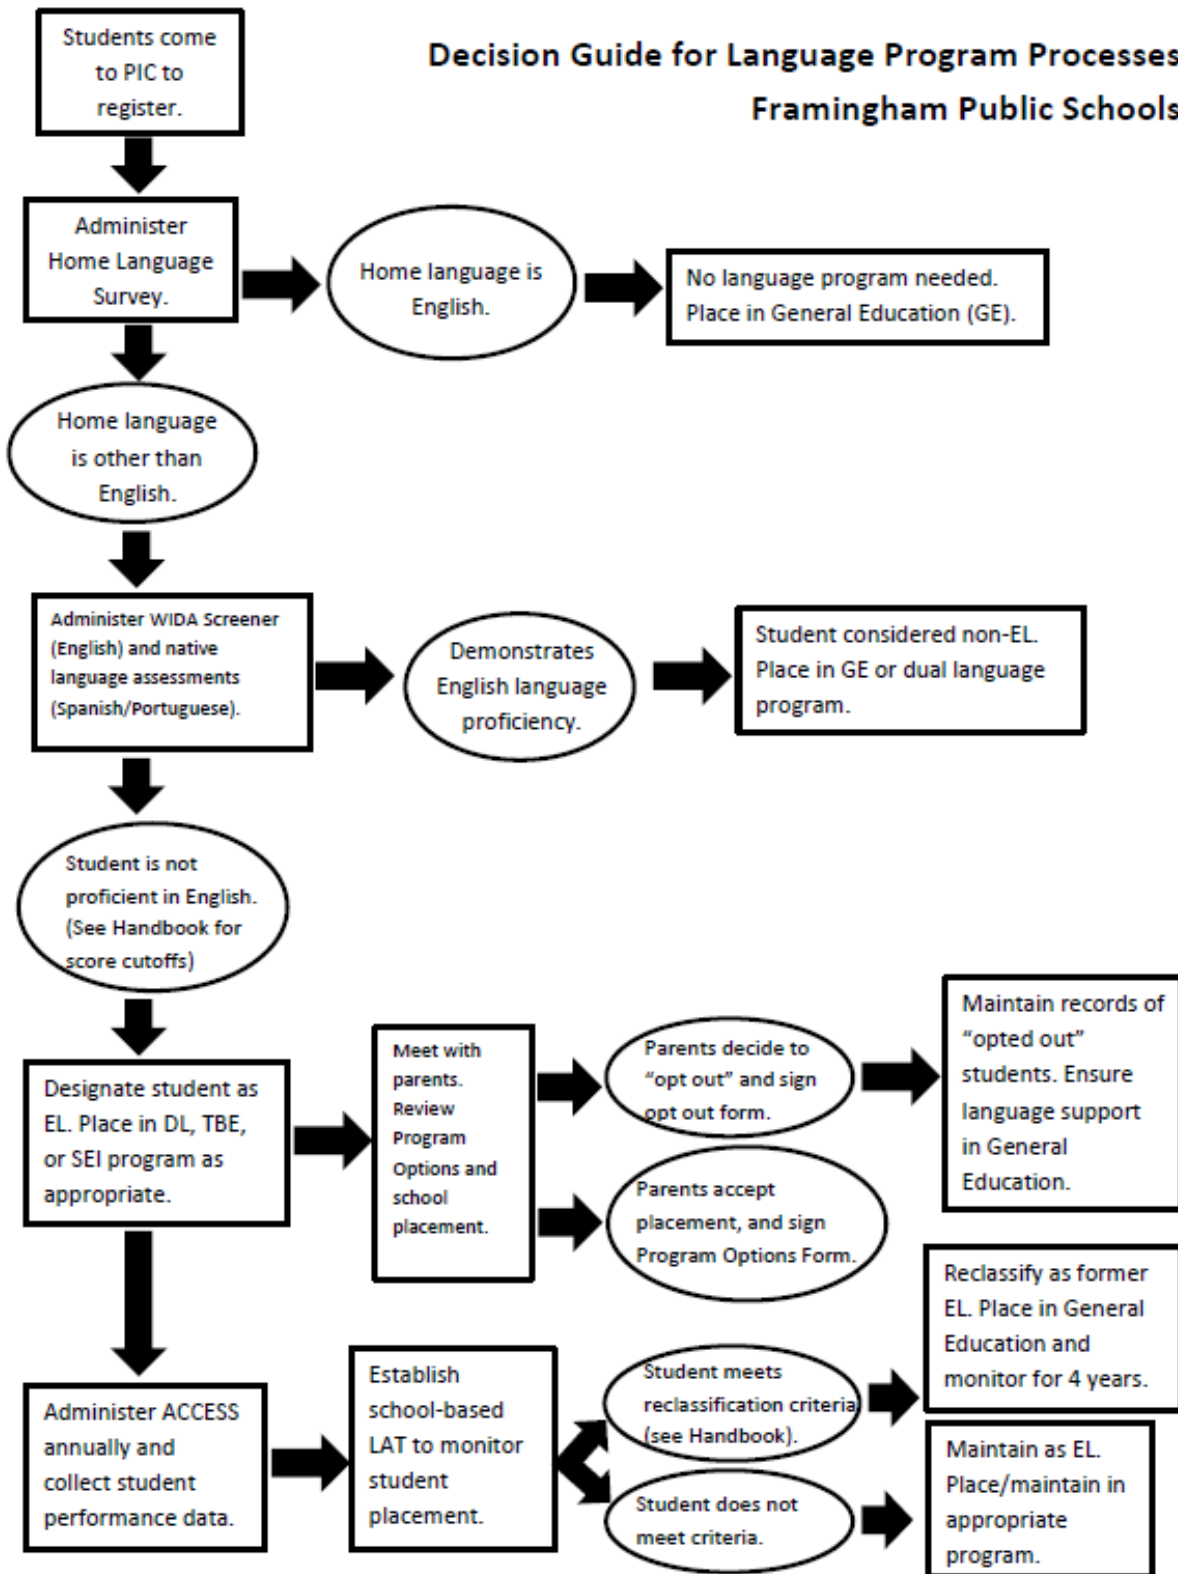 Decision Guide for Language Program Processes
Framingham Public Schools
Students come
to PIC to
register.
Administer
Home Language
Survey.
Home language is
English.
No language program needed.
Place in General Education (GE).
Home language
is other than
English.
Administer WIDA Screener
(English) and native
language assessments
(Spanish/Portuguese).
Demonstrates
English language
proficiency.
Student considered non-EL.
Place in GE or dual language
program.
Student is not
proficient in English.
(See Handbook for
score cutoffs)
Designate student as
EL. Place in DL, TBE,
or SEI program as
appropriate.
Meet with
parents.
Review
Program
Options and
school
placement.
Parents decide to
“opt out” and sign
opt out form.
Maintain records of
“opted out”
students. Ensure
language support
in General
Education.
Parents accept
placement, and sign
Program Options Form.
Administer ACCESS
annually and
collect student
performance data.
Establish
school-based
LAT to monitor
student
placement.
Student meets
reclassification criteria
(see Handbook).
Reclassify as former
EL. Place in General
Education and
monitor for 4 years.
Student does not
meet criteria.
Maintain as EL.
Place/maintain in
appropriate
program.